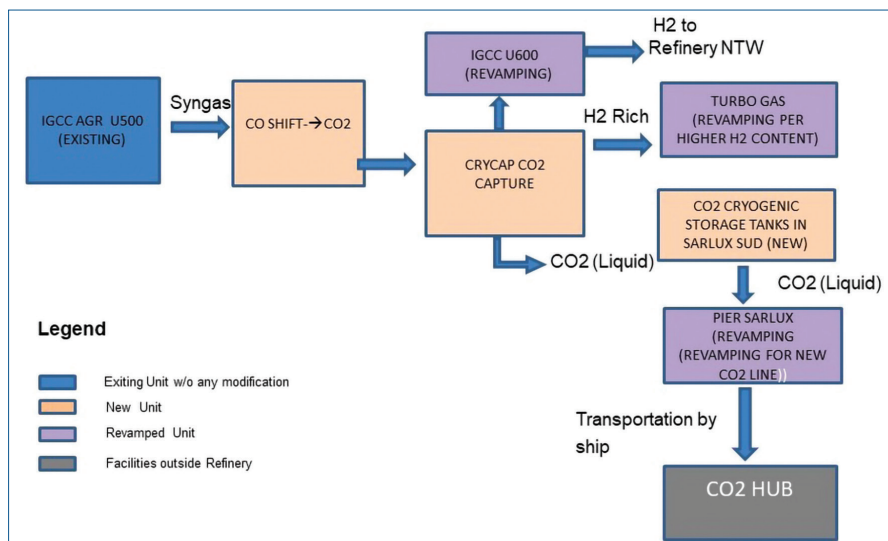 IGCC AGR U500
(EXISTING)
Syngas
CO SHIFT-→CO2
IGCC U600
(REVAMPING)
H2 to
Refinery NTW
CRYCAP CO2
CAPTURE
H2 Rich
TURBO GAS
(REVAMPING PER
HIGHER H2 CONTENT)
CO2 (Liquid)
CO2 CRYOGENIC
STORAGE TANKS IN
SARLUX SUD (NEW)
CO2 (Liquid)
PIER SARLUX
(REVAMPING
(REVAMPING FOR NEW
CO2 LINE))
Transportation by
ship
CO2 HUB
Legend
Exiting Unit w/o any modification
New Unit
Revamped Unit
Facilities outside Refinery